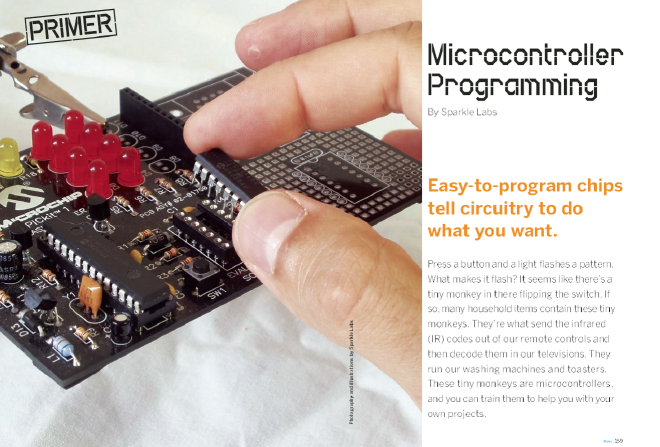 PRIMER
Microcontroller
Programming
By Sparkle Labs
Easy-to-program chips
tell circuitry to do
what you want.
Press a button and a light flashes a pattern.
What makes it flash? It seems like there's a
tiny monkey in there flipping the switch. If
so, many household items contain these tiny
monkeys. They're what send the infrared
(IR) codes out of our remote controls and
then decode them in our televisions. They
run our washing machines and toasters.
These tiny monkeys are microcontrollers,
and you can train them to help you with your
own projects.
Photography and illustrations by Sparkle Labs
MICROCHIP
PICkit™ 1
SW1
159